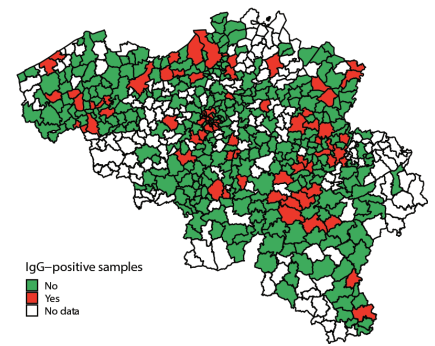 IgG−positive samples
No
Yes
No data